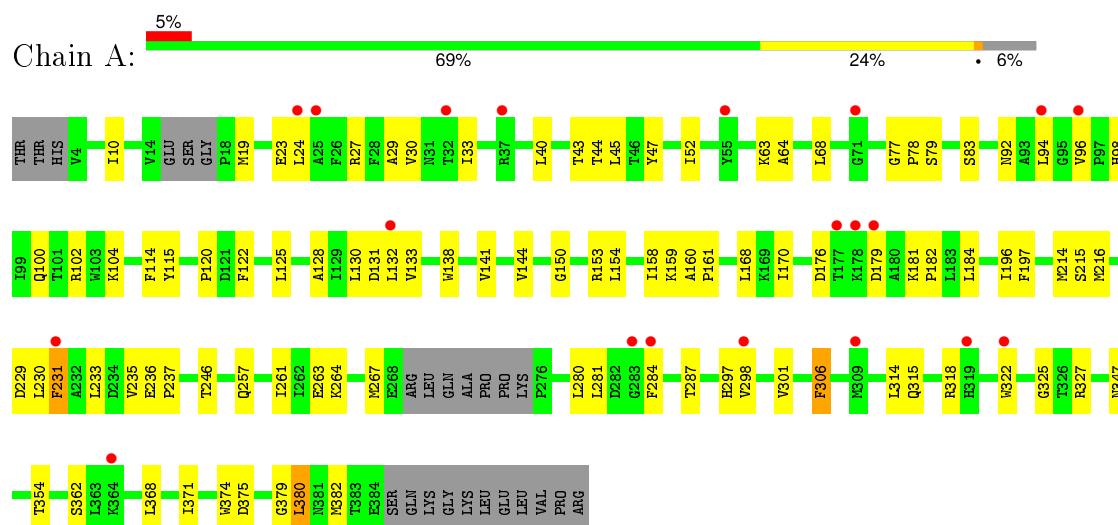 5%
Chain A:
69% 24% • 6%
THR THR HIS V4 I10 V14 GLU SER GLY P18 M19 E23 L24 A25 F26 R27 F28 A29 V30 N31 T32 I33 R37 L40 T43 T44 L45 T46 Y47 I52 Y55 K63 A64 L68 G71 G77 P78 S79 S83 N92 A93 L94 G95 V96 P97 H98
I99 Q100 T101 R102 W103 K104 F114 Y115 P120 D121 F122 L125 A128 I129 L130 D131 L132 V133 W138 V141 V144 G150 R153 L154 I158 K159 A160 P161 L168 K169 I170 D176 T177 K178 D179 A180 K181 P182 L183 L184 I196 F197 M214 S215 M216
D229 L230 F231 A232 L233 D234 V235 E236 P237 T246 Q257 I261 I262 E263 K264 M267 E268 ARG LEU GLN ALA PRO PRO LYS P276 L280 L281 D282 G283 F284 T287 H297 V298 V301 F306 M309 L314 Q315 R318 H319 W322 G325 T326 R327 N347
T354 S362 L363 K364 L368 I371 W374 D375 G379 L380 N381 M382 T383 E384 SER GLN LYS GLY LYS LEU GLU LEU VAL PRO ARG